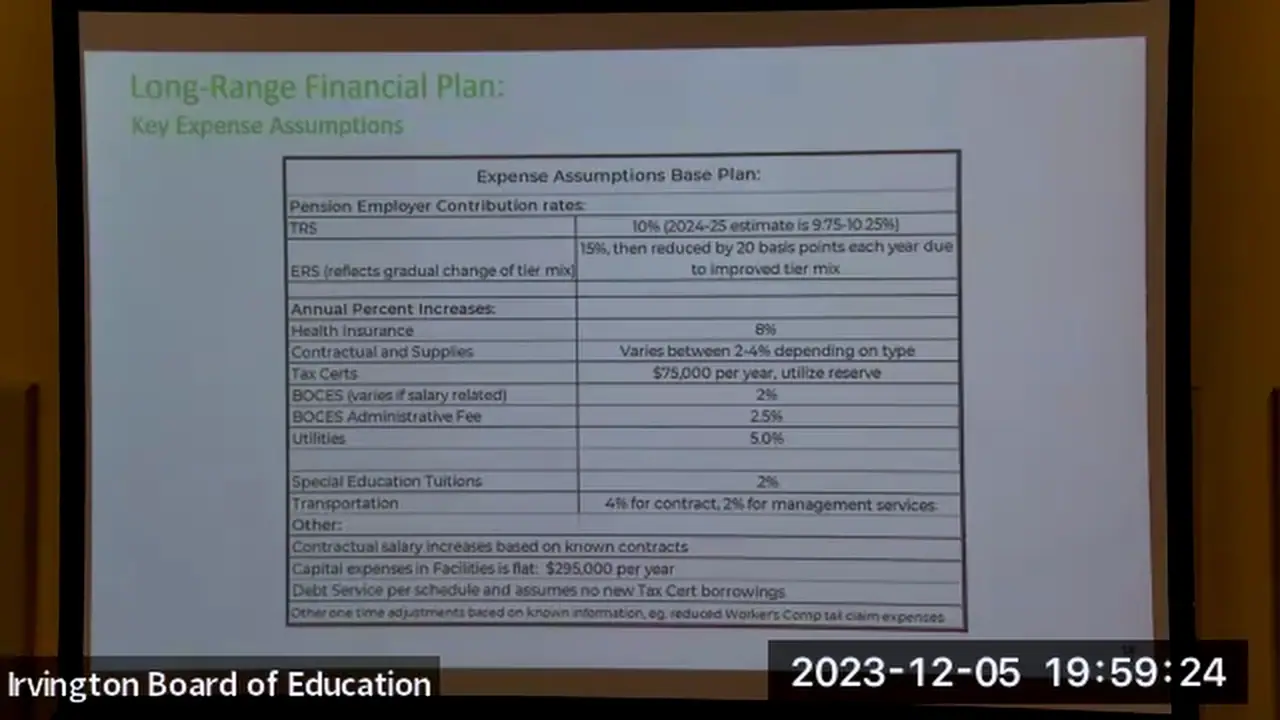 Long-Range Financial Plan:
Key Expense Assumptions
Expense Assumptions Base Plan:
Pension Employer Contribution rates:
TRS 10% (2024-25 estimate is 9.75-10.25%)
15%, then reduced by 20 basis points each year due
ERS (reflects gradual change of tier mix) to improved tier mix
Annual Percent Increases:
Health Insurance 8%
Contractual and Supplies Varies between 2-4% depending on type
Tax Certs $75,000 per year, utilize reserve
BOCES (varies if salary related) 2%
BOCES Administrative Fee 2.5%
Utilities 5.0%
Special Education Tuitions 2%
Transportation 4% for contract, 2% for management services
Other:
Contractual salary increases based on known contracts
Capital expenses in Facilities is flat: $295,000 per year
Debt Service per schedule and assumes no new Tax Cert borrowings
Other one time adjustments based on known information, eg. reduced Worker's Comp tail claim expenses
Irvington Board of Education
2023-12-05 19:59:24